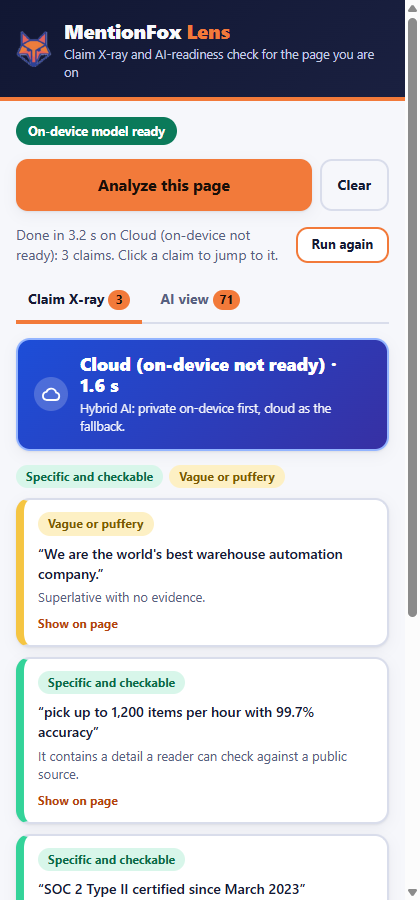 MentionFox Lens
Claim X-ray and AI-readiness check for the page you are
on
On-device model ready
Analyze this page
Clear
Done in 3.2 s on Cloud (on-device not
ready): 3 claims. Click a claim to jump to it.
Run again
Claim X-ray 3
AI view 71
Cloud (on-device not ready) ·
1.6 s
Hybrid AI: private on-device first, cloud as the
fallback.
Specific and checkable
Vague or puffery
Vague or puffery
“We are the world's best warehouse automation
company.”
Superlative with no evidence.
Show on page
Specific and checkable
“pick up to 1,200 items per hour with 99.7%
accuracy”
It contains a detail a reader can check against a public
source.
Show on page
Specific and checkable
“SOC 2 Type II certified since March 2023”